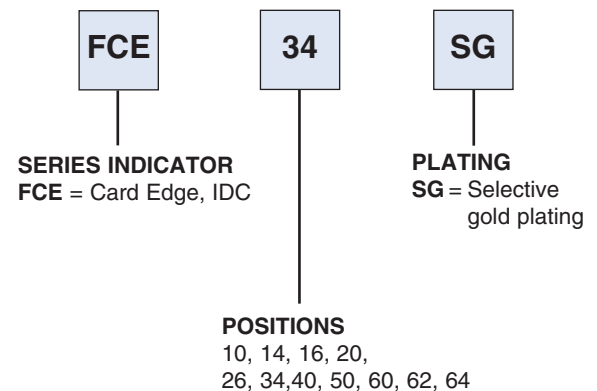 FCE 34 SG
SERIES INDICATOR
FCE = Card Edge, IDC
PLATING
SG = Selective
gold plating
POSITIONS
10, 14, 16, 20,
26, 34,40, 50, 60, 62, 64